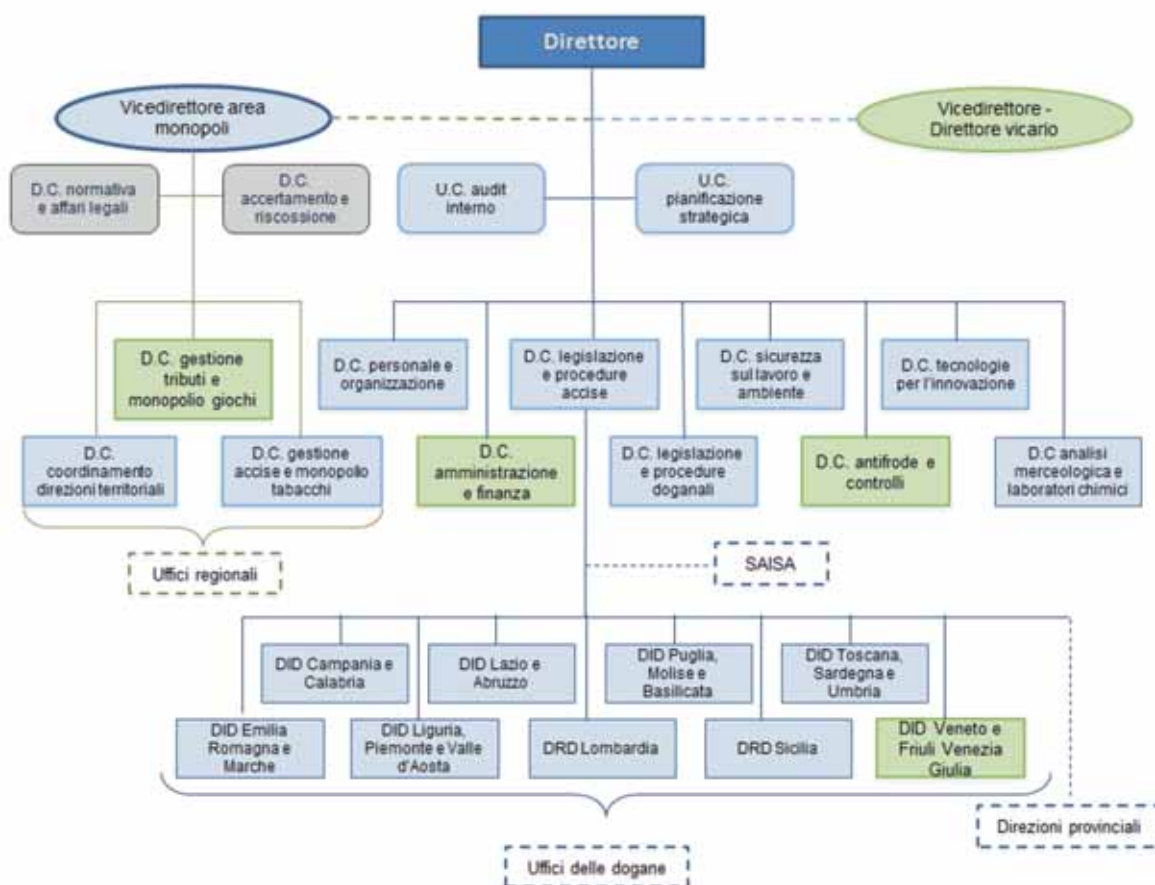 Direttore
Vicedirettore area
monopoli
Vicedirettore -
Direttore vicario
D.C. normativa
e affari legali
D.C.
accertamento e
riscossione
U.C. audit
interno
U.C.
pianificazione
strategica
D.C. gestione
tributi e
monopolio giochi
D.C. personale e
organizzazione
D.C. legislazione
e procedure
accise
D.C. sicurezza
sul lavoro e
ambiente
D.C. tecnologie
per l'innovazione
D.C.
coordinamento
direzioni territoriali
D.C. gestione
accise e monopolio
tabacchi
D.C.
amministrazione
e finanza
D.C. legislazione
e procedure
doganali
D.C. antifrode e
controlli
D.C analisi
merceologica e
laboratori chimici
Uffici regionali
SAISA
DID Campania e
Calabria
DID Lazio e
Abruzzo
DID Puglia,
Molise e
Basilicata
DID Toscana,
Sardegna e
Umbria
DID Emilia
Romagna e
Marche
DID Liguria,
Piemonte e Valle
d'Aosta
DRD Lombardia
DRD Sicilia
DID Veneto e
Friuli Venezia
Giulia
Direzioni provinciali
Uffici delle dogane